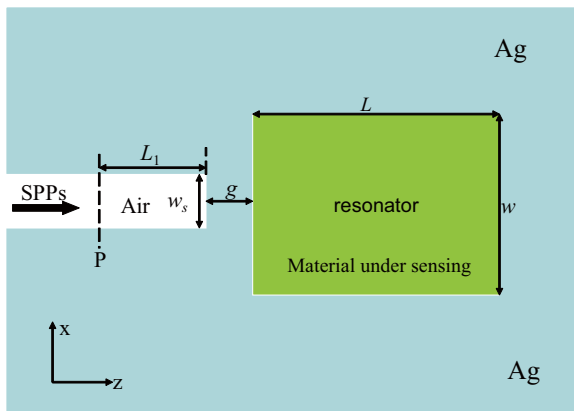 Ag
L
L1
SPPs
Air
ws
g
resonator
w
Material under sensing
P
x
z
Ag